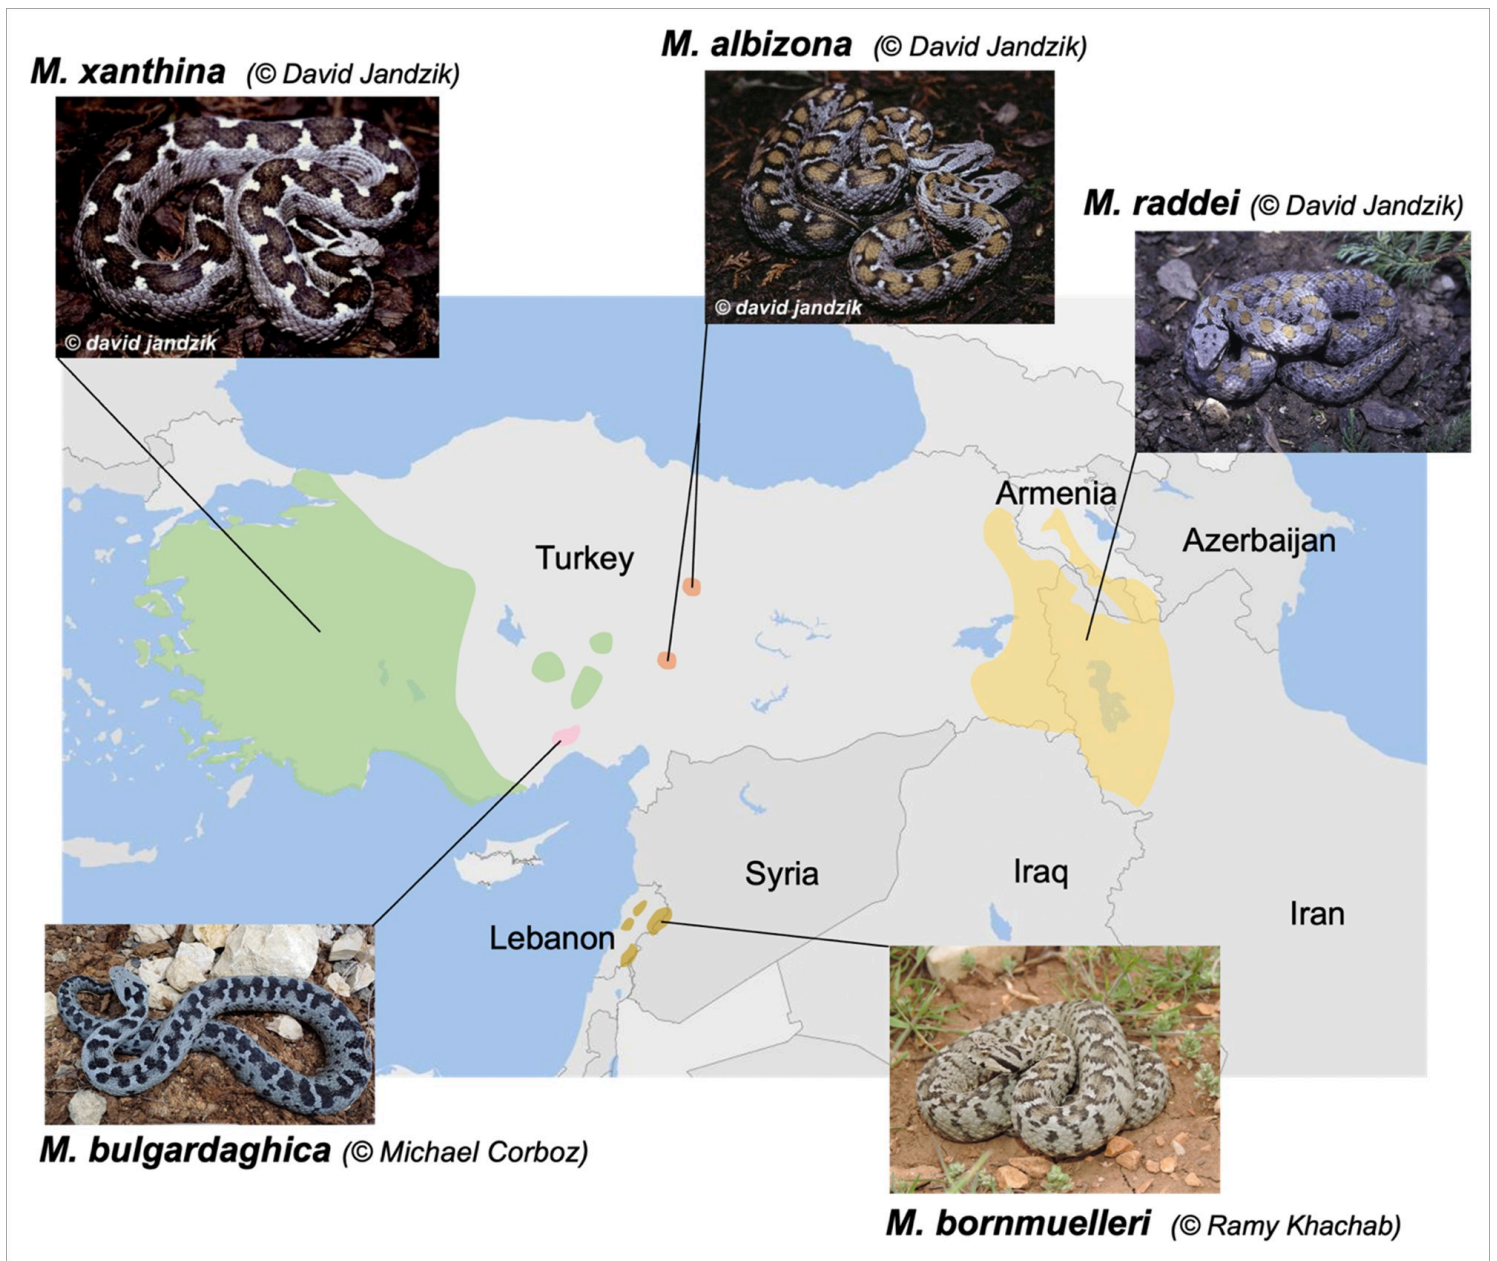 M. albizona (© David Jandzik)
M. xanthina (© David Jandzik)
M. raddei (© David Jandzik)
© david jandzik
© david jandzik
Armenia
Azerbaijan
Turkey
Syria
Iraq
Iran
Lebanon
M. bulgardaghica (© Michael Corboz)
M. bornmuelleri (© Ramy Khachab)